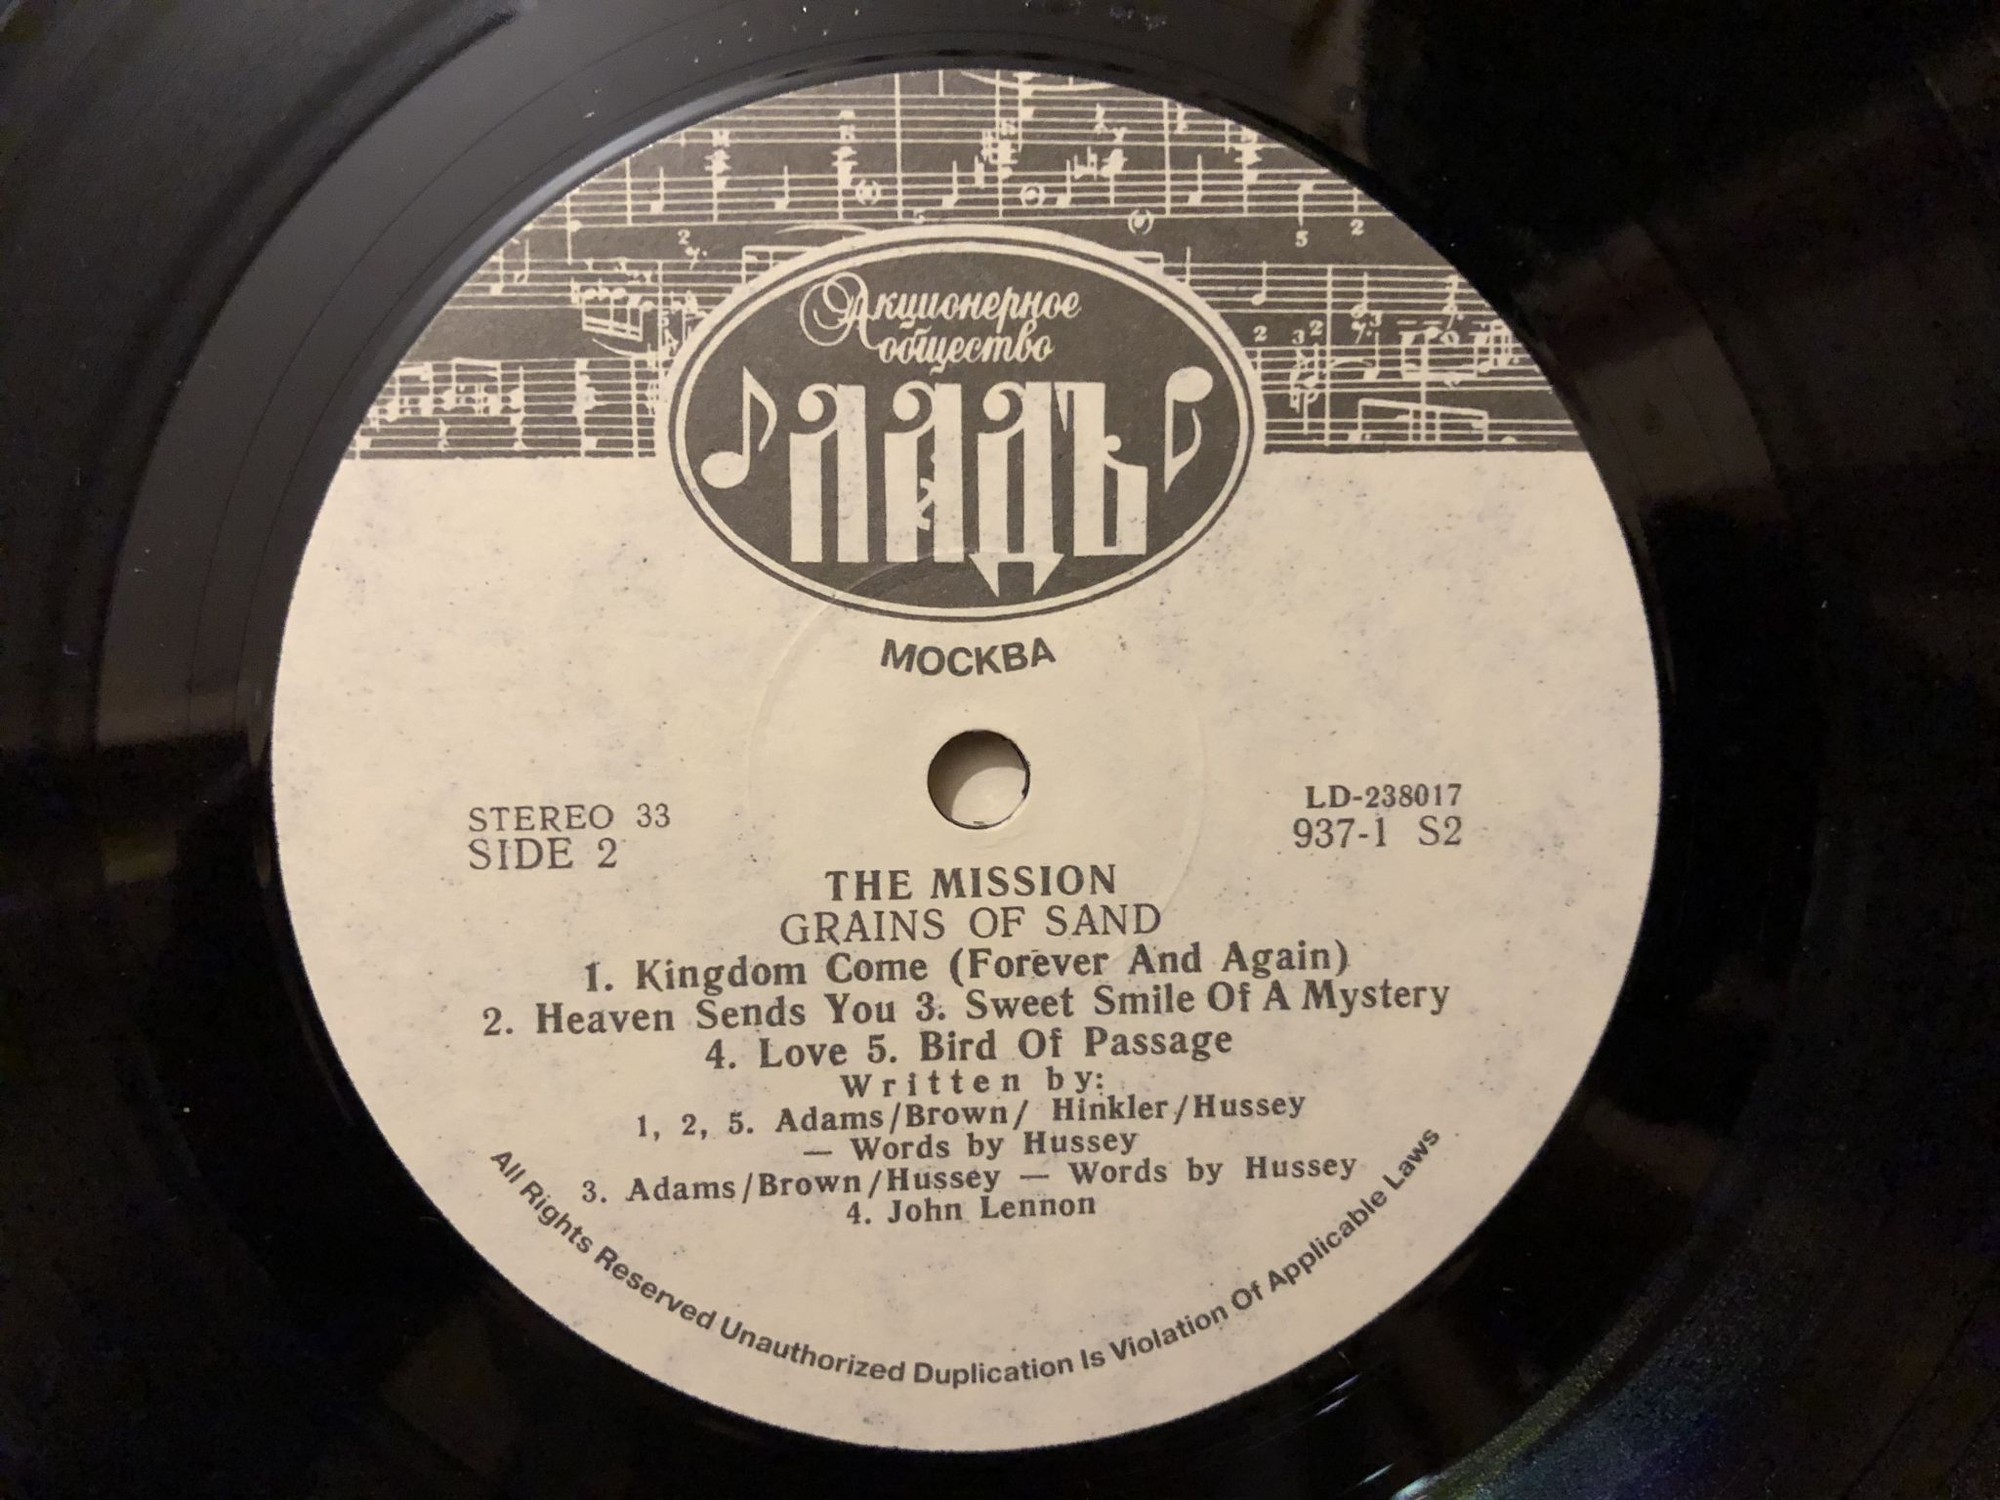 Акционерное
общество
ЛАДЪ
МОСКВА
STEREO 33
SIDE 2
LD-238017
937-1 S2
THE MISSION
GRAINS OF SAND
1. Kingdom Come (Forever And Again)
2. Heaven Sends You 3. Sweet Smile Of A Mystery
4. Love 5. Bird Of Passage
Written by:
1, 2, 5. Adams/Brown/ Hinkler/Hussey
— Words by Hussey
3. Adams/Brown/Hussey — Words by Hussey
4. John Lennon
All Rights Reserved Unauthorized Duplication Is Violation Of Applicable Laws